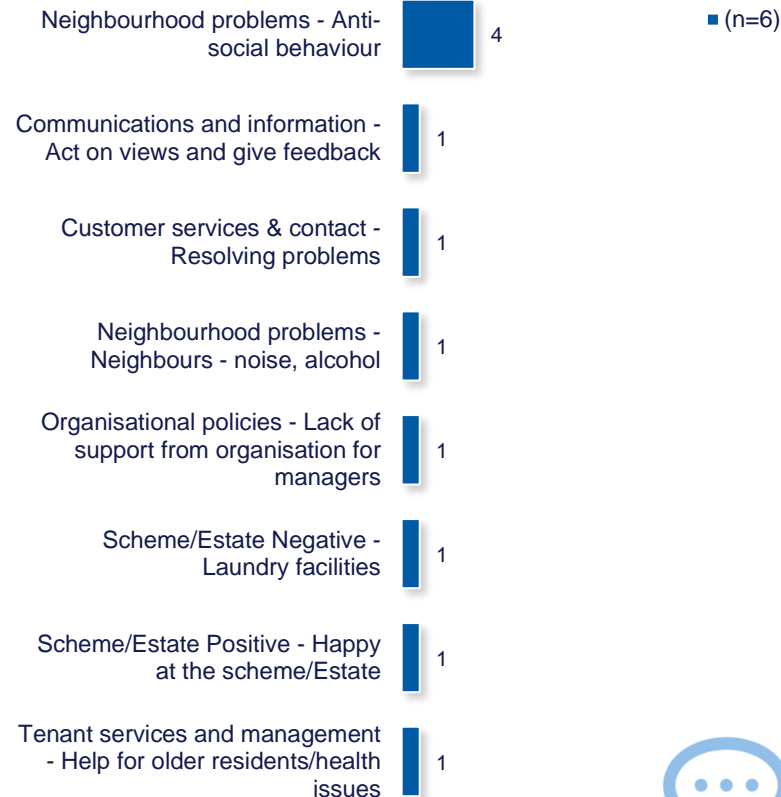 Neighbourhood problems - Anti-
social behaviour
4
(n=6)
Communications and information -
Act on views and give feedback
1
Customer services & contact -
Resolving problems
1
Neighbourhood problems -
Neighbours - noise, alcohol
1
Organisational policies - Lack of
support from organisation for
managers
1
Scheme/Estate Negative -
Laundry facilities
1
Scheme/Estate Positive - Happy
at the scheme/Estate
1
Tenant services and management
- Help for older residents/health
issues
1